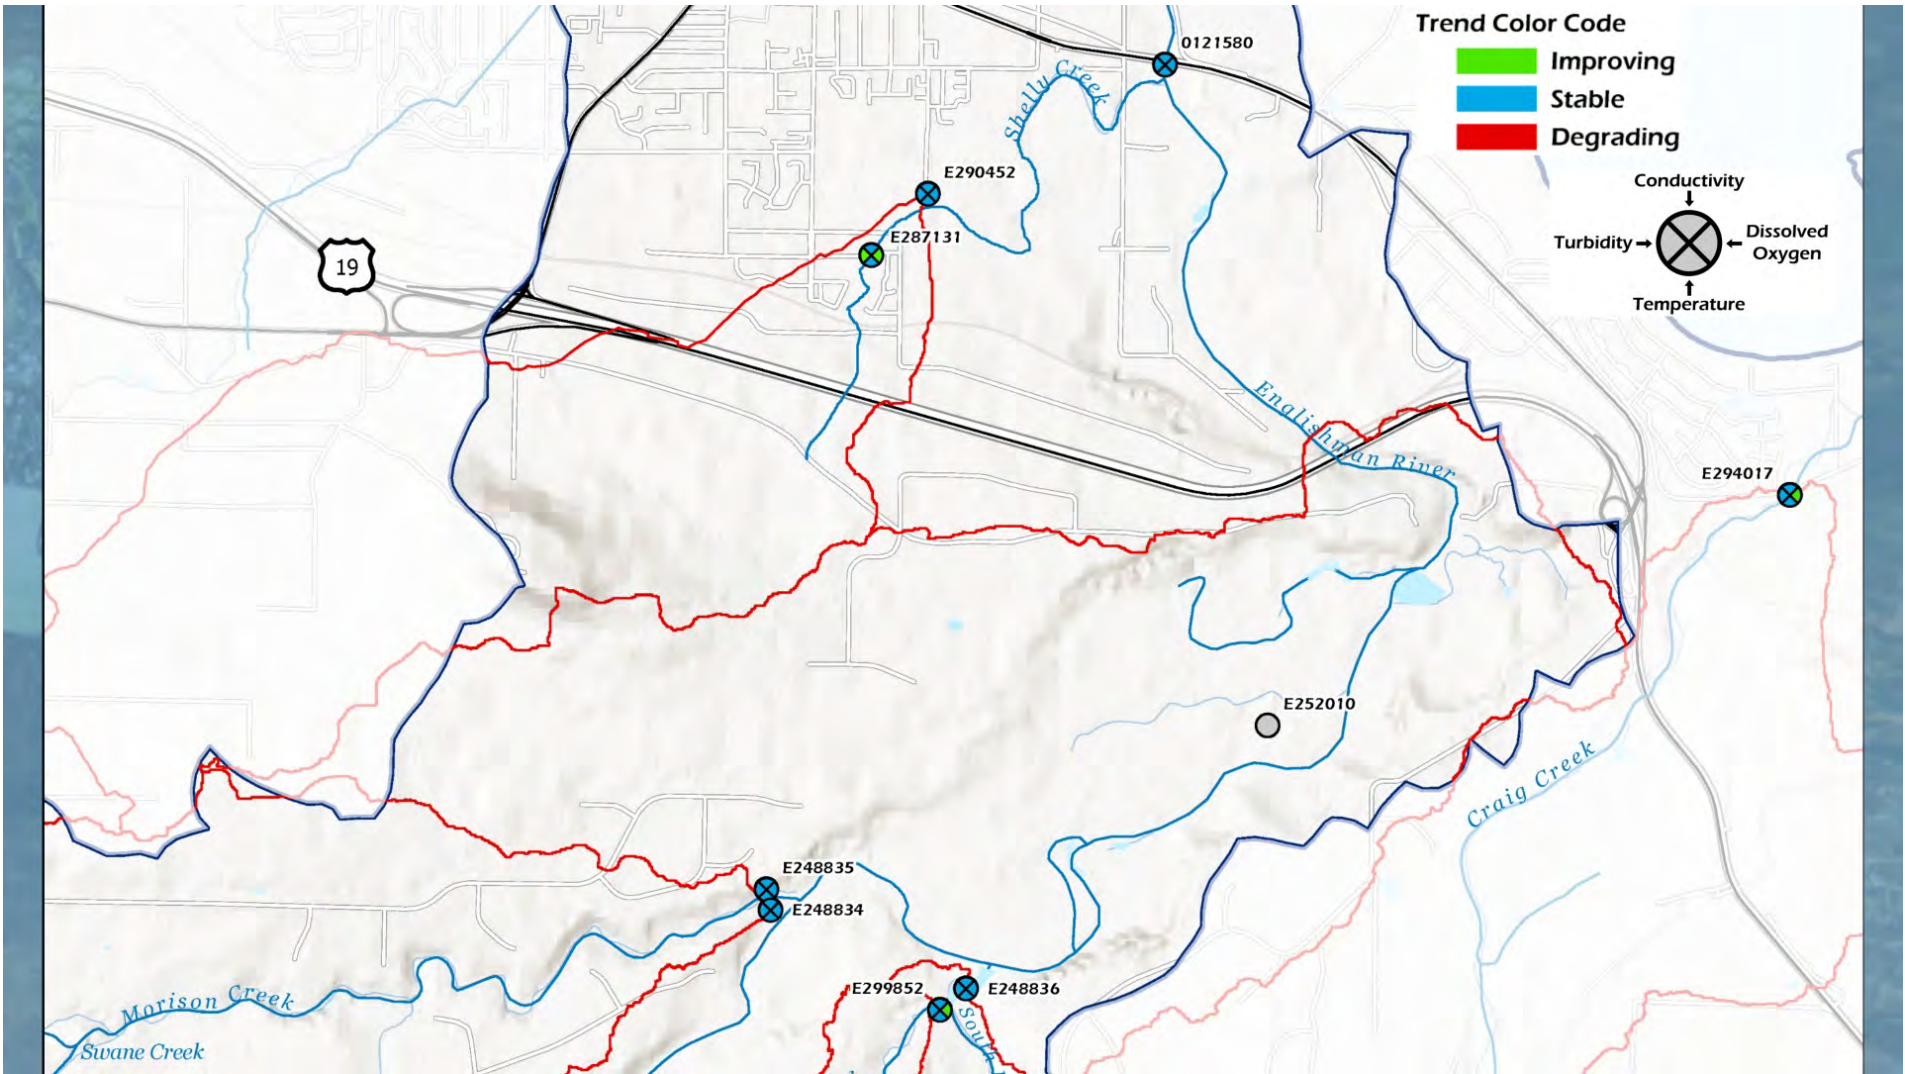 Trend Color Code
Improving
Stable
Degrading
Conductivity
Turbidity
Dissolved
Oxygen
Temperature
0121580
Shelly Creek
E290452
E287131
19
Englishman River
E294017
E252010
Craig Creek
E248835
E248834
E299852
E248836
South
Morison Creek
Swane Creek